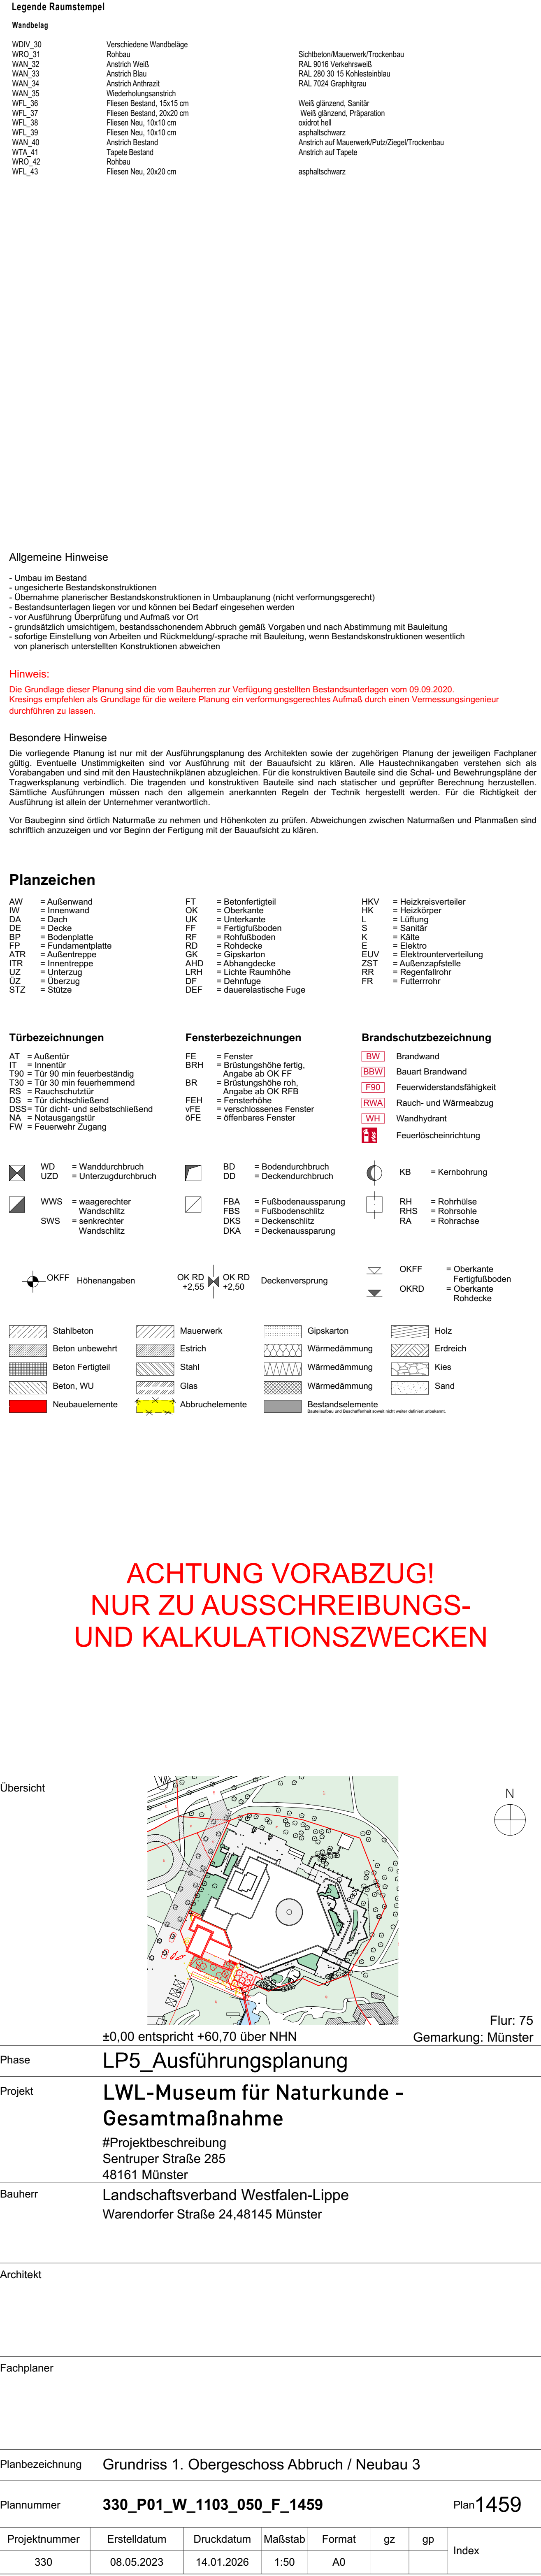 Legende Raumstempel
Wandbelag
WDIV_30 Verschiedene Wandbeläge
WRO_31 Rohbau Sichtbeton/Mauerwerk/Trockenbau
WAN_32 Anstrich Weiß RAL 9016 Verkehrsweiß
WAN_33 Anstrich Blau RAL 280 30 15 Kohlesteinblau
WAN_34 Anstrich Anthrazit RAL 7024 Graphitgrau
WAN_35 Wiederholungsanstrich
WFL_36 Fliesen Bestand, 15x15 cm Weiß glänzend, Sanitär
WFL_37 Fliesen Bestand, 20x20 cm Weiß glänzend, Präparation
WFL_38 Fliesen Neu, 10x10 cm oxidrot hell
WFL_39 Fliesen Neu, 10x10 cm asphaltschwarz
WAN_40 Anstrich Bestand Anstrich auf Mauerwerk/Putz/Ziegel/Trockenbau
WTA_41 Tapete Bestand Anstrich auf Tapete
WRO_42 Rohbau
WFL_43 Fliesen Neu, 20x20 cm asphaltschwarz
Allgemeine Hinweise
- Umbau im Bestand
- ungesicherte Bestandskonstruktionen
- Übernahme planerischer Bestandskonstruktionen in Umbauplanung (nicht verformungsgerecht)
- Bestandsunterlagen liegen vor und können bei Bedarf eingesehen werden
- vor Ausführung Überprüfung und Aufmaß vor Ort
- grundsätzlich umsichtigem, bestandsschonendem Abbruch gemäß Vorgaben und nach Abstimmung mit Bauleitung
- sofortige Einstellung von Arbeiten und Rückmeldung/-sprache mit Bauleitung, wenn Bestandskonstruktionen wesentlich
von planerisch unterstellten Konstruktionen abweichen
Hinweis:
Die Grundlage dieser Planung sind die vom Bauherren zur Verfügung gestellten Bestandsunterlagen vom 09.09.2020.
Kresings empfehlen als Grundlage für die weitere Planung ein verformungsgerechtes Aufmaß durch einen Vermessungsingenieur
durchführen zu lassen.
Besondere Hinweise
Die vorliegende Planung ist nur mit der Ausführungsplanung des Architekten sowie der zugehörigen Planung der jeweiligen Fachplaner
gültig. Eventuelle Unstimmigkeiten sind vor Ausführung mit der Bauaufsicht zu klären. Alle Haustechnikangaben verstehen sich als
Vorabangaben und sind mit den Haustechnikplänen abzugleichen. Für die konstruktiven Bauteile sind die Schal- und Bewehrungspläne der
Tragwerksplanung verbindlich. Die tragenden und konstruktiven Bauteile sind nach statischer und geprüfter Berechnung herzustellen.
Sämtliche Ausführungen müssen nach den allgemein anerkannten Regeln der Technik hergestellt werden. Für die Richtigkeit der
Ausführung ist allein der Unternehmer verantwortlich.
Vor Baubeginn sind örtlich Naturmaße zu nehmen und Höhenkoten zu prüfen. Abweichungen zwischen Naturmaßen und Planmaßen sind
schriftlich anzuzeigen und vor Beginn der Fertigung mit der Bauaufsicht zu klären.
Planzeichen
AW = Außenwand
IW = Innenwand
DA = Dach
DE = Decke
BP = Bodenplatte
FP = Fundamentplatte
ATR = Außentreppe
ITR = Innentreppe
UZ = Unterzug
ÜZ = Überzug
STZ = Stütze
FT = Betonfertigteil
OK = Oberkante
UK = Unterkante
FF = Fertigfußboden
RF = Rohfußboden
RD = Rohdecke
GK = Gipskarton
AHD = Abhangdecke
LRH = Lichte Raumhöhe
DF = Dehnfuge
DEF = dauerelastische Fuge
HKV = Heizkreisverteiler
HK = Heizkörper
L = Lüftung
S = Sanitär
K = Kälte
E = Elektro
EUV = Elektrounterverteilung
ZST = Außenzapfstelle
RR = Regenfallrohr
FR = Futterrrohr
Türbezeichnungen
AT = Außentür
IT = Innentür
T90 = Tür 90 min feuerbeständig
T30 = Tür 30 min feuerhemmend
RS = Rauchschutztür
DS = Tür dichtschließend
DSS= Tür dicht- und selbstschließend
NA = Notausgangstür
FW = Feuerwehr Zugang
Fensterbezeichnungen
FE = Fenster
BRH = Brüstungshöhe fertig,
Angabe ab OK FF
BR = Brüstungshöhe roh,
Angabe ab OK RFB
FEH = Fensterhöhe
vFE = verschlossenes Fenster
öFE = öffenbares Fenster
Brandschutzbezeichnung
BW Brandwand
BBW Bauart Brandwand
F90 Feuerwiderstandsfähigkeit
RWA Rauch- und Wärmeabzug
WH Wandhydrant
Feuerlöscheinrichtung
WD = Wanddurchbruch
UZD = Unterzugdurchbruch
BD = Bodendurchbruch
DD = Deckendurchbruch
KB = Kernbohrung
WWS = waagerechter
Wandschlitz
SWS = senkrechter
Wandschlitz
FBA = Fußbodenaussparung
FBS = Fußbodenschlitz
DKS = Deckenschlitz
DKA = Deckenaussparung
RH = Rohrhülse
RHS = Rohrsohle
RA = Rohrachse
OKFF Höhenangaben
OK RD OK RD
+2,55 +2,50
Deckenversprung
OKFF = Oberkante
Fertigfußboden
OKRD = Oberkante
Rohdecke
Stahlbeton Mauerwerk Gipskarton Holz
Beton unbewehrt Estrich Wärmedämmung Erdreich
Beton Fertigteil Stahl Wärmedämmung Kies
Beton, WU Glas Wärmedämmung Sand
Neubauelemente Abbruchelemente Bestandselemente
Bauteilaufbau und Beschaffenheit soweit nicht weiter definiert unbekannt.
ACHTUNG VORABZUG!
NUR ZU AUSSCHREIBUNGS-
UND KALKULATIONSZWECKEN
Übersicht
N
Flur: 75
±0,00 entspricht +60,70 über NHN Gemarkung: Münster
Phase LP5_Ausführungsplanung
Projekt LWL-Museum für Naturkunde -
Gesamtmaßnahme
#Projektbeschreibung
Sentruper Straße 285
48161 Münster
Bauherr Landschaftsverband Westfalen-Lippe
Warendorfer Straße 24,48145 Münster
Architekt
Fachplaner
Planbezeichnung Grundriss 1. Obergeschoss Abbruch / Neubau 3
Plannummer 330_P01_W_1103_050_F_1459 Plan 1459
Projektnummer Erstelldatum Druckdatum Maßstab Format gz gp Index
330 08.05.2023 14.01.2026 1:50 A0